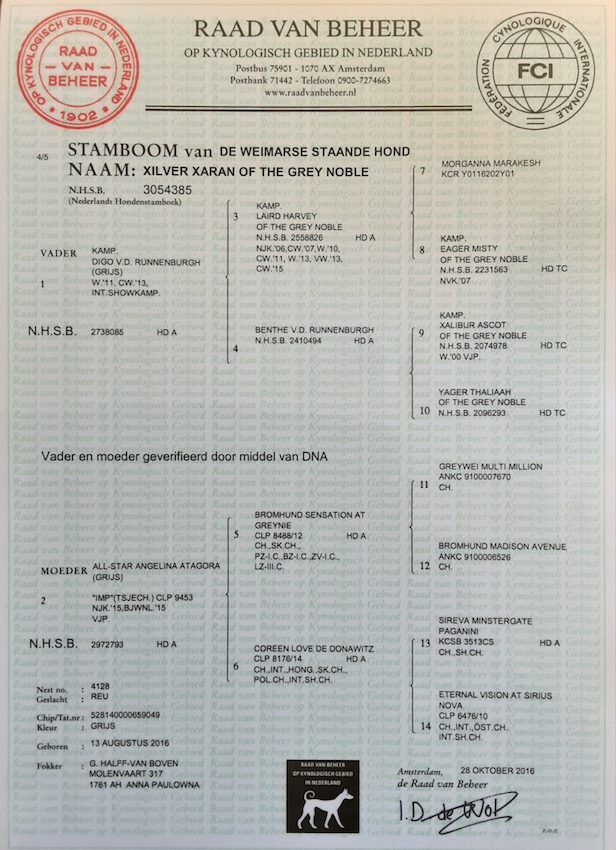 OP KYNOLOGISCH GEBIED IN NEDERLAND
RAAD
VAN
BEHEER
1902
RAAD VAN BEHEER
OP KYNOLOGISCH GEBIED IN NEDERLAND
Postbus 75901 - 1070 AX Amsterdam
Postbank 71442 - Telefoon 0900-7274663
www.raadvanbeheer.nl
FÉDÉRATION CYNOLOGIQUE INTERNATIONALE
FCI
4/5
STAMBOOM van DE WEIMARSE STAANDE HOND
NAAM: XILVER XARAN OF THE GREY NOBLE
N.H.S.B. 3054385
(Nederlands Hondenstamboek)
VADER
1
KAMP.
DIGO V.D. RUNNENBURGH
(GRIJS)
W.'11, CW.'13,
INT.SHOWKAMP.
N.H.S.B. 2738085 HD A
3
KAMP.
LAIRD HARVEY
OF THE GREY NOBLE
N.H.S.B. 2558826 HD A
NJK.'06,CW.'07,W.'10,
CW.'11, W.'13, VW.'13,
CW.'15
4
BENTHE V.D. RUNNENBURGH
N.H.S.B. 2410494 HD A
7
MORGANNA MARAKESH
KCR Y0116202Y01
8
KAMP.
EAGER MISTY
OF THE GREY NOBLE
N.H.S.B. 2231563 HD TC
NVK.'07
9
KAMP.
XALIBUR ASCOT
OF THE GREY NOBLE
N.H.S.B. 2074978 HD TC
W.'00 VJP.
10
YAGER THALIAAH
OF THE GREY NOBLE
N.H.S.B. 2096293 HD TC
Vader en moeder geverifieerd door middel van DNA
MOEDER
2
ALL-STAR ANGELINA ATAGORA
(GRIJS)
"IMP"(TSJECH.) CLP 9453
NJK.'15,BJWNL.'15
VJP.
N.H.S.B. 2972793 HD A
5
BROMHUND SENSATION AT
GREYNIE
CLP 8488/12 HD A
CH.,SK.CH.,
PZ-I.C.,BZ-I.C.,ZV-I.C.,
LZ-III.C.
6
COREEN LOVE DE DONAWITZ
CLP 8176/14 HD A
CH.,INT.,HONG.,SK.CH.,
POL.CH.,INT.SH.CH.
11
GREYWEI MULTI MILLION
ANKC 9100007670
CH.
12
BROMHUND MADISON AVENUE
ANKC 9100006526
CH.
13
SIREVA MINSTERGATE
PAGANINI
KCSB 3513CS HD A
CH.,SH.CH.
14
ETERNAL VISION AT SIRIUS
NOVA
CLP 6476/10
CH.,INT.,ÖST.CH.
INT.SH.CH.
Nest no. : 4128
Geslacht : REU
Chip/Tat.nr : 528140000659049
Kleur : GRIJS
Geboren : 13 AUGUSTUS 2016
Fokker : G. HALFF-VAN BOVEN
MOLENVAART 317
1761 AH ANNA PAULOWNA
RAAD VAN BEHEER
OP KYNOLOGISCH GEBIED
IN NEDERLAND
Amsterdam, 28 OKTOBER 2016
de Raad van Beheer
I.D de Wol
Z.O.Z